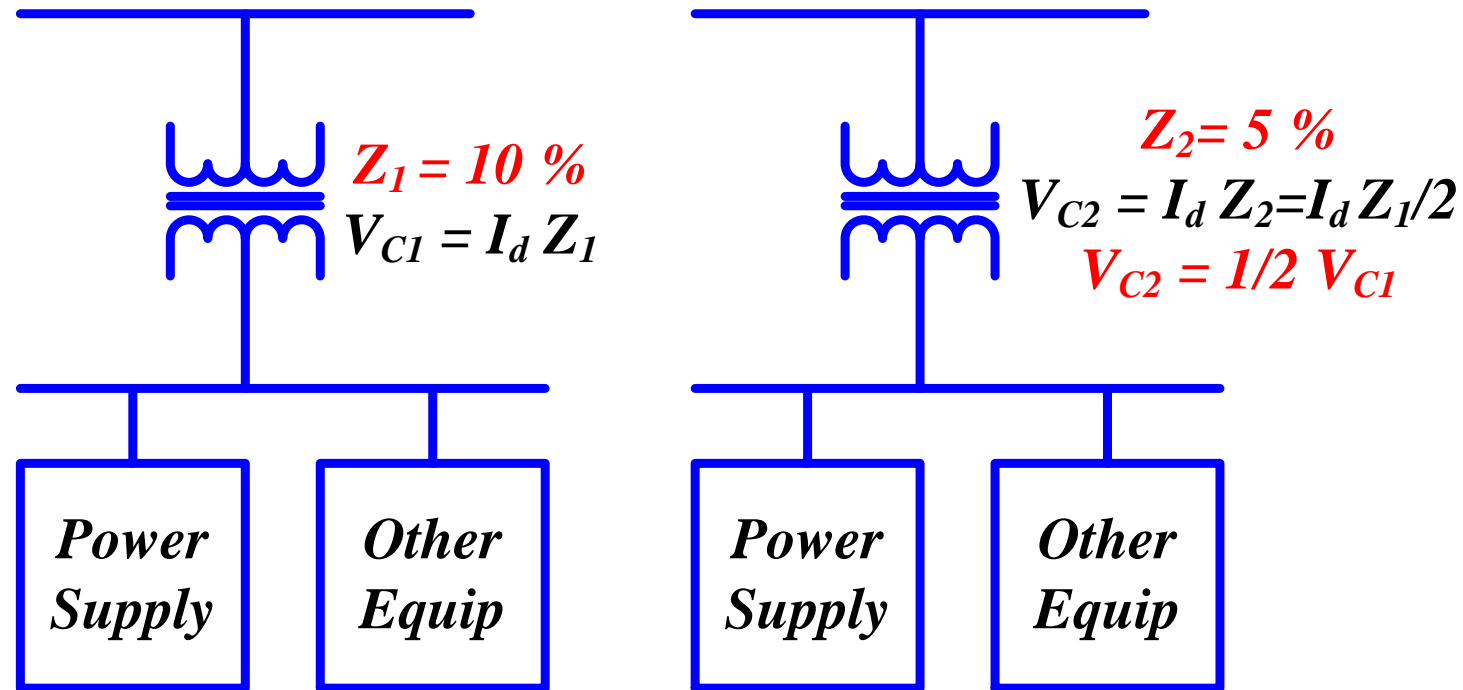 Z1 = 10 %
VC1 = Id Z1
Z2= 5 %
VC2 = Id Z2=Id Z1/2
VC2 = 1/2 VC1
Power
Supply
Other
Equip
Power
Supply
Other
Equip